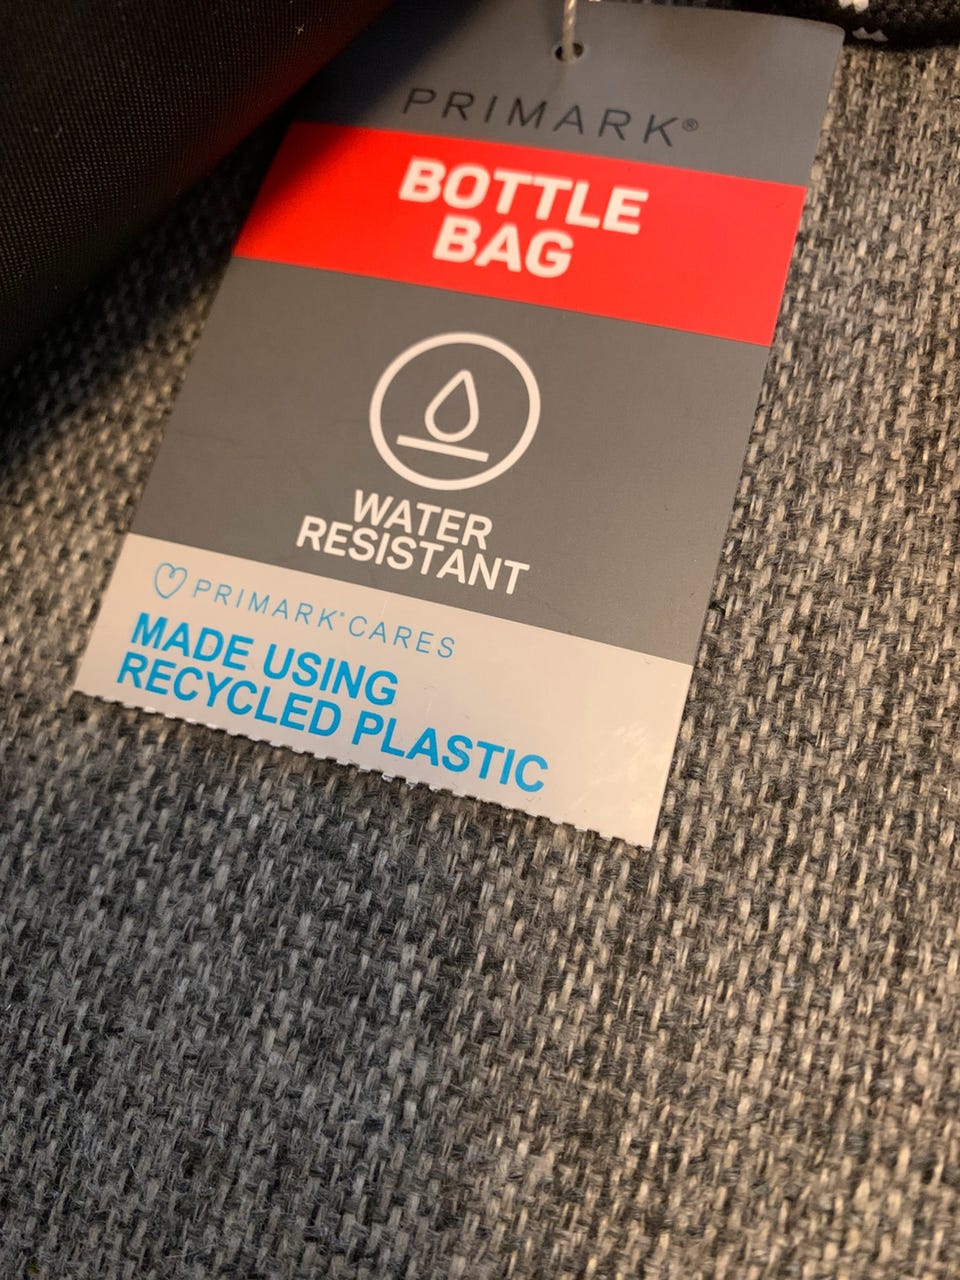 PRIMARK®
BOTTLE
BAG
WATER
RESISTANT
PRIMARK® CARES
MADE USING
RECYCLED PLASTIC